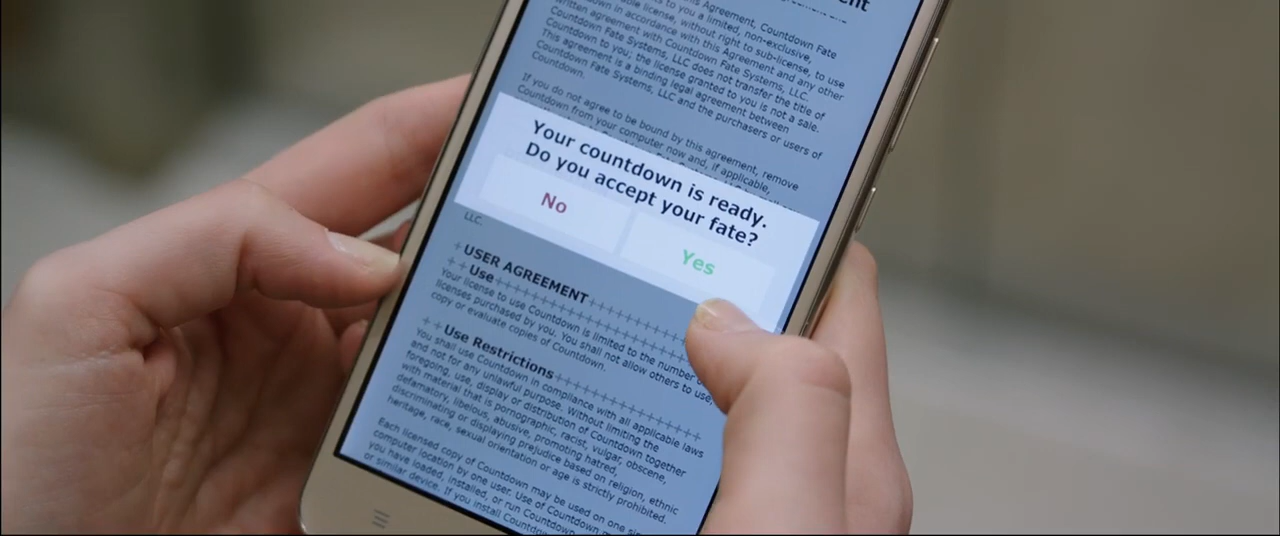 Agreement, Countdown Fate
to you a limited, non-exclusive,
license, without right to sub-license, to use
in accordance with this Agreement and any other
written agreement with Countdown Fate Systems, LLC.
Countdown Fate Systems, LLC does not transfer the title of
Countdown to you; the license granted to you is not a sale.
This agreement is a binding legal agreement between
Countdown Fate Systems, LLC and the purchasers or users of
Countdown.
If you do not agree to be bound by this agreement, remove
Countdown from your computer now and, if applicable,
Your countdown is ready.
Do you accept your fate?
No
Yes
LLC.
+USER AGREEMENT++++++++++++
++Use++++++++++++++++++++
Your license to use Countdown is limited to the number
licenses purchased by you. You shall not allow others to use,
copy or evaluate copies of Countdown.
++Use Restrictions++++++++++++++
You shall use Countdown in compliance with all applicable laws
and not for any unlawful purpose. Without limiting the
foregoing, use, display or distribution of Countdown together
with material that is pornographic, racist, vulgar, obscene,
defamatory, libelous, abusive, promoting hatred,
discriminating or displaying prejudice based on religion, ethnic
heritage, race, sexual orientation or age is strictly prohibited.
Each licensed copy of Countdown may be used on one
computer location by one user. Use of Countdown
you have loaded, installed, or run Countdown
or similar device. If you install